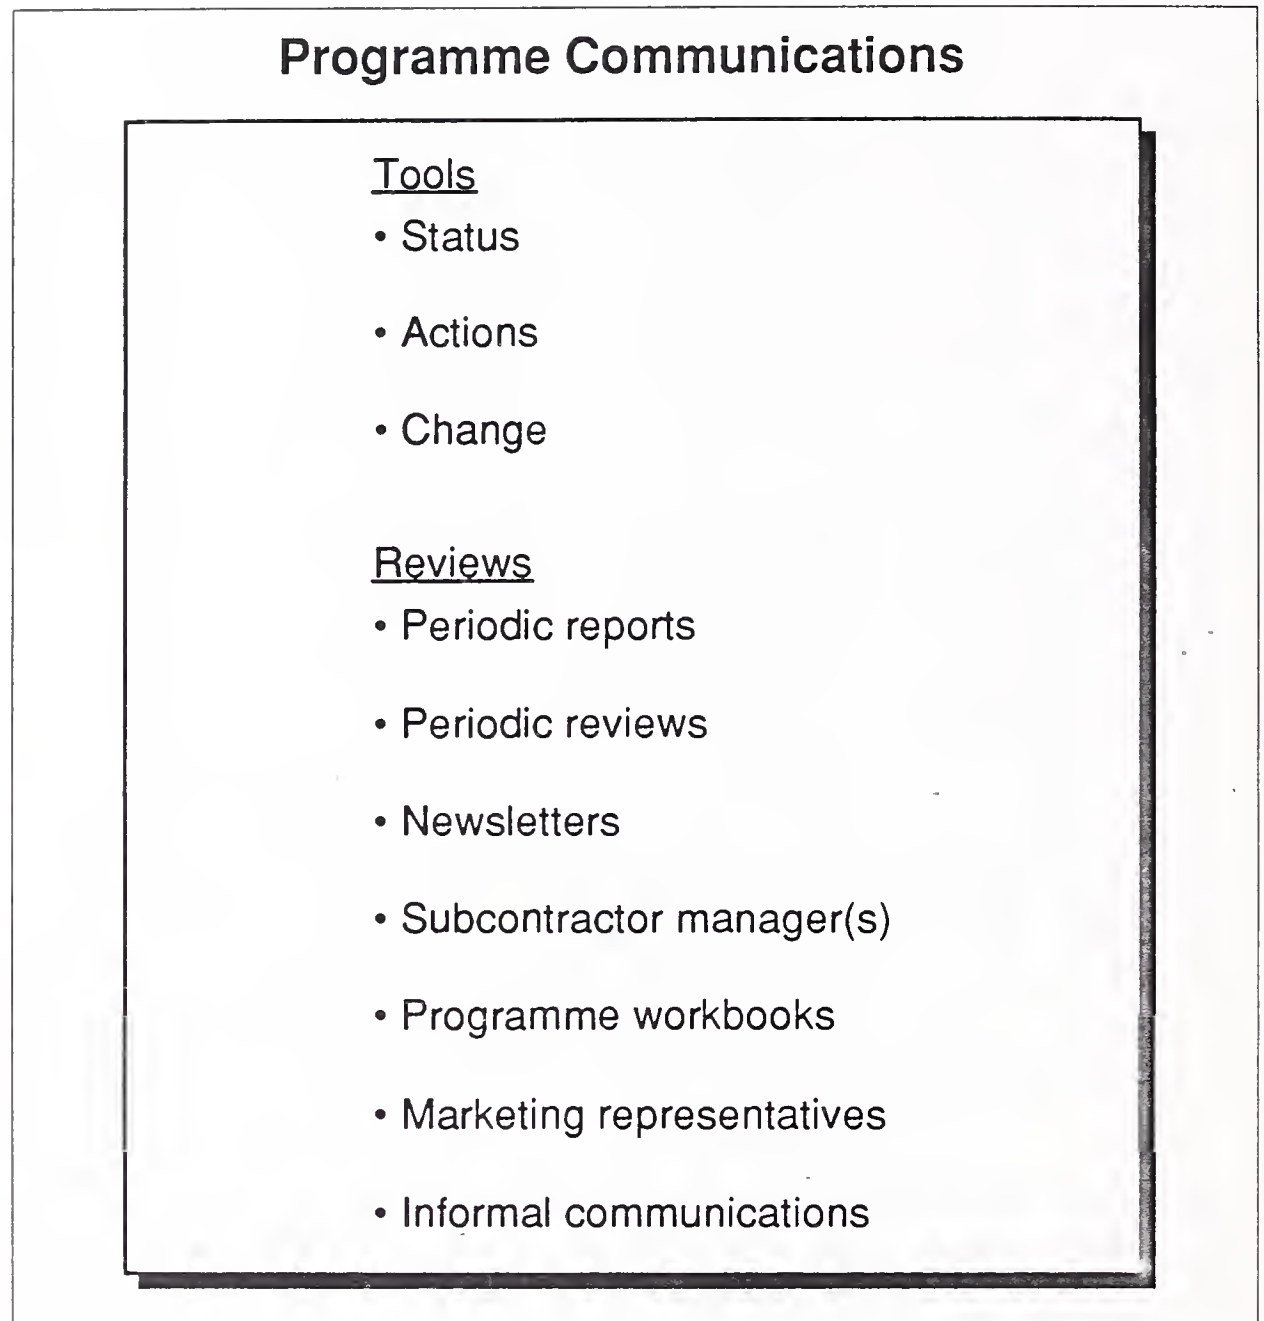 Programme Communications
Tools
• Status
• Actions
• Change
Reviews
• Periodic reports
• Periodic reviews
• Newsletters
• Subcontractor manager(s)
• Programme workbooks
• Marketing representatives
• Informal communications